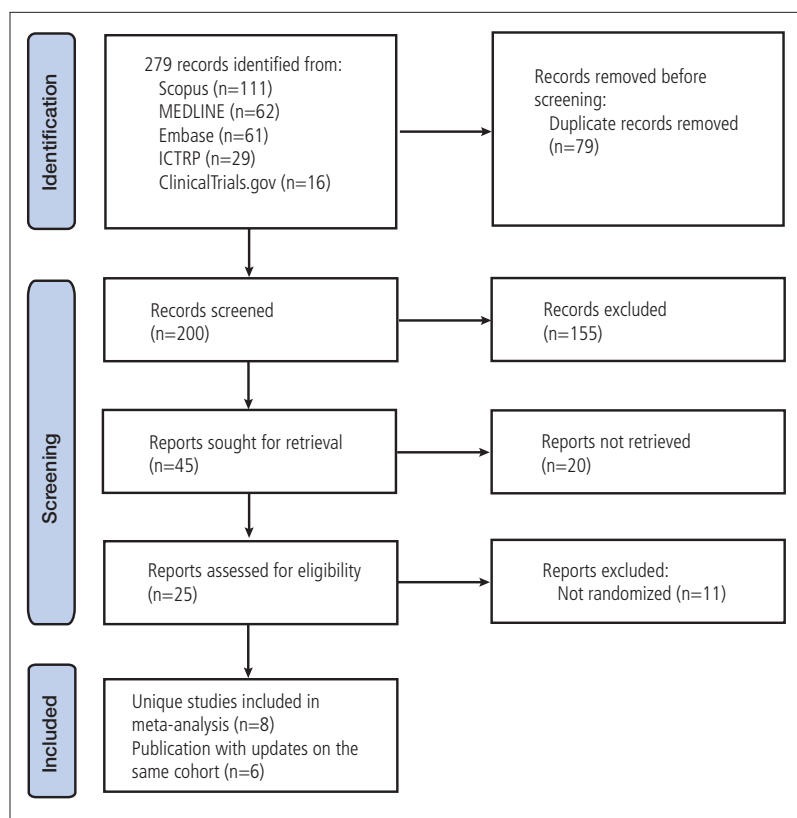 Identification
279 records identified from:
Scopus (n=111)
MEDLINE (n=62)
Embase (n=61)
ICTRP (n=29)
ClinicalTrials.gov (n=16)
Records removed before
screening:
Duplicate records removed
(n=79)
Screening
Records screened
(n=200)
Records excluded
(n=155)
Reports sought for retrieval
(n=45)
Reports not retrieved
(n=20)
Reports assessed for eligibility
(n=25)
Reports excluded:
Not randomized (n=11)
Included
Unique studies included in
meta-analysis (n=8)
Publication with updates on the
same cohort (n=6)